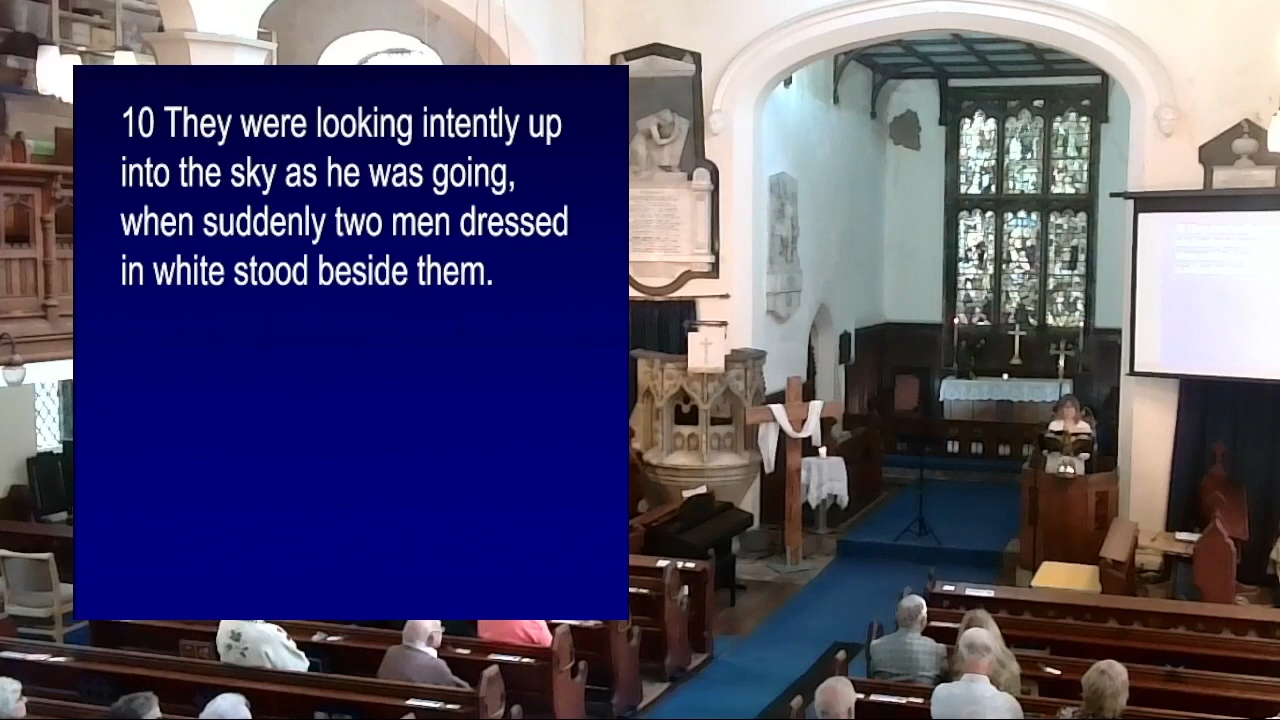 10 They were looking intently up
into the sky as he was going,
when suddenly two men dressed
in white stood beside them.